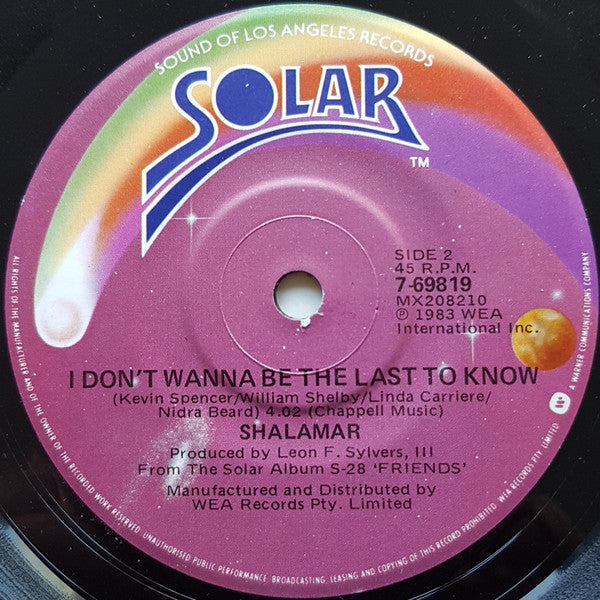 SOUND OF LOS ANGELES RECORDS
SOLAR
TM
SIDE 2
45 R.P.M.
7-69819
MX208210
℗ 1983 WEA
International Inc.
I DON'T WANNA BE THE LAST TO KNOW
(Kevin Spencer/William Shelby/Linda Carriere/
Nidra Beard) 4.02 (Chappell Music)
SHALAMAR
Produced by Leon F. Sylvers, III
From The Solar Album S-28 'FRIENDS'
Manufactured and Distributed by
WEA Records Pty. Limited
ALL RIGHTS OF THE MANUFACTURER AND OF THE OWNER OF THE RECORDED WORK RESERVED. UNAUTHORISED PUBLIC PERFORMANCE, BROADCASTING, LEASING AND COPYING OF THIS RECORD PROHIBITED. WEA RECORDS PTY. LIMITED
A WARNER COMMUNICATIONS COMPANY